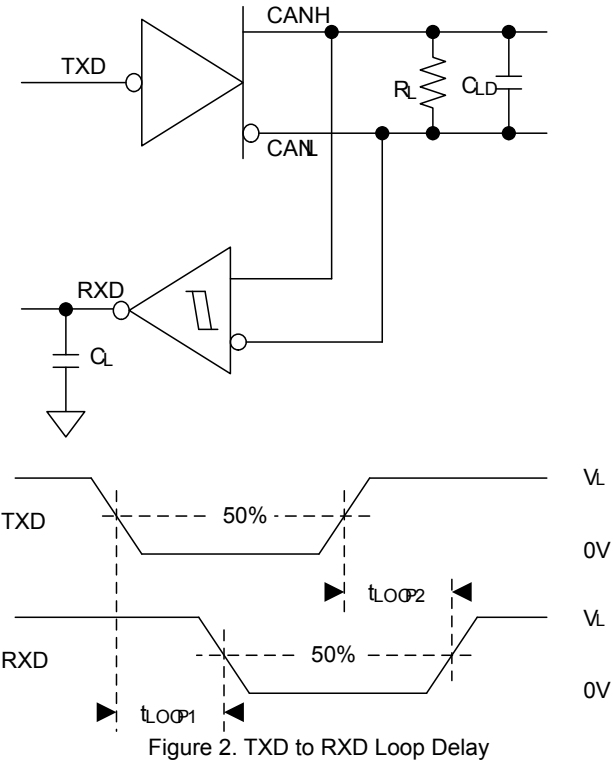 CANH
TXD
RL
CLD
CANL
RXD
CL
VL
50%
TXD
0V
tLOOP2
VL
50%
RXD
0V
tLOOP1
Figure 2. TXD to RXD Loop Delay